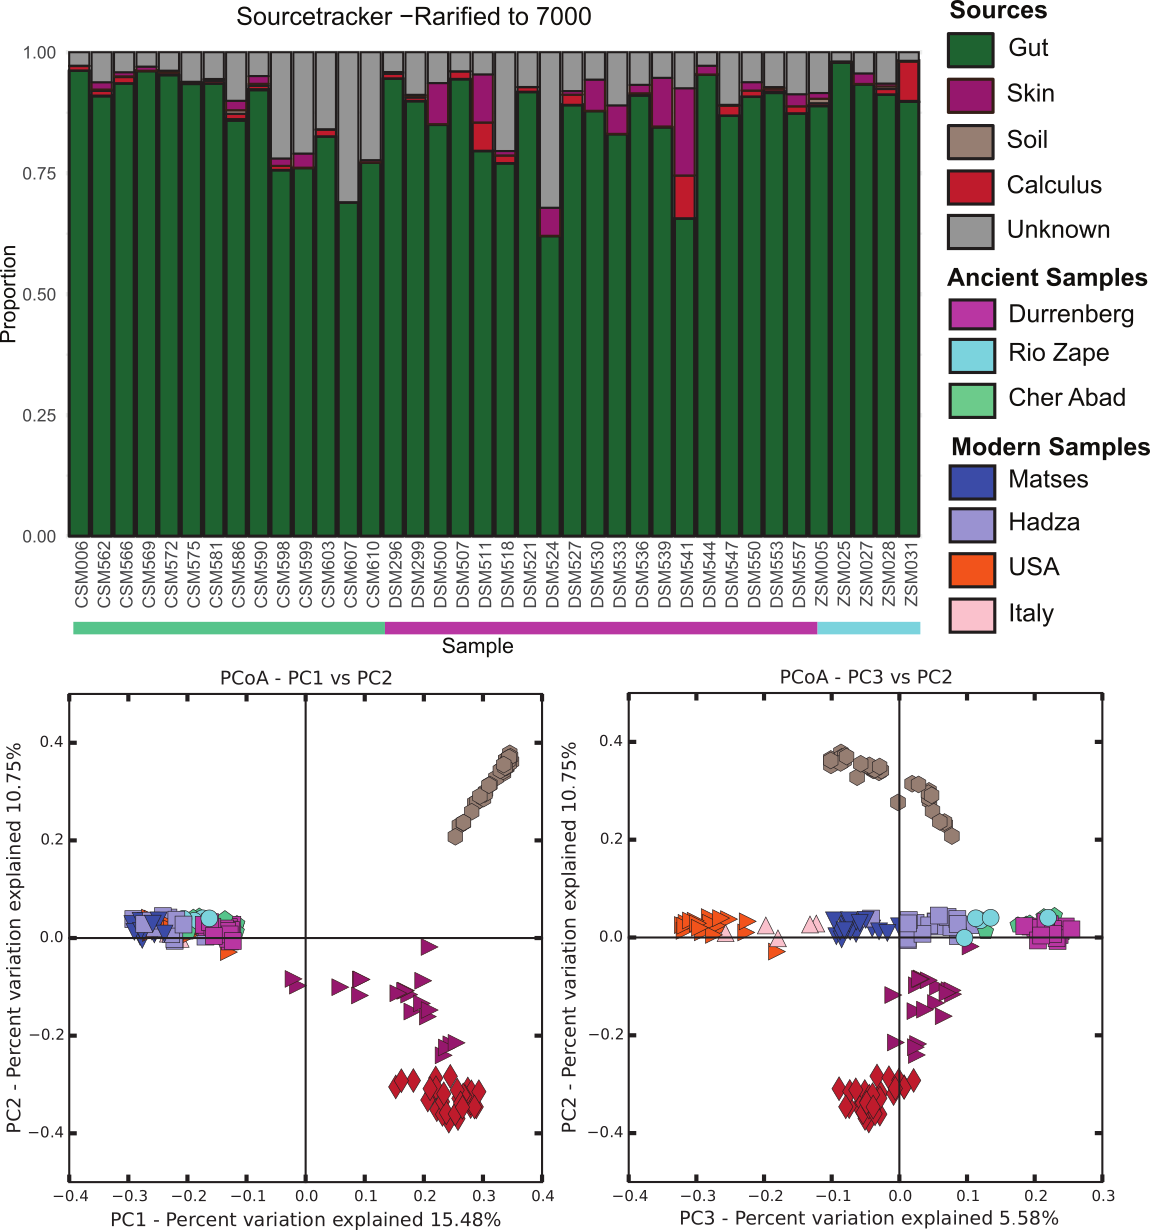 Sourcetracker −Rarified to 7000
Proportion
1.00
0.75
0.50
0.25
0.00
CSM006
CSM562
CSM566
CSM569
CSM572
CSM575
CSM581
CSM586
CSM590
CSM598
CSM599
CSM603
CSM607
CSM610
DSM296
DSM299
DSM500
DSM507
DSM511
DSM518
DSM521
DSM524
DSM527
DSM530
DSM533
DSM536
DSM539
DSM541
DSM544
DSM547
DSM550
DSM553
DSM557
ZSM005
ZSM025
ZSM027
ZSM028
ZSM031
Sample
Sources
Gut
Skin
Soil
Calculus
Unknown
Ancient Samples
Durrenberg
Rio Zape
Cher Abad
Modern Samples
Matses
Hadza
USA
Italy
PCoA - PC1 vs PC2
PC2 - Percent variation explained 10.75%
0.4
0.2
0.0
−0.2
−0.4
−0.4 −0.3 −0.2 −0.1 0.0 0.1 0.2 0.3 0.4
PC1 - Percent variation explained 15.48%
PCoA - PC3 vs PC2
PC2 - Percent variation explained 10.75%
0.4
0.2
0.0
−0.2
−0.4
−0.4 −0.3 −0.2 −0.1 0.0 0.1 0.2 0.3
PC3 - Percent variation explained 5.58%